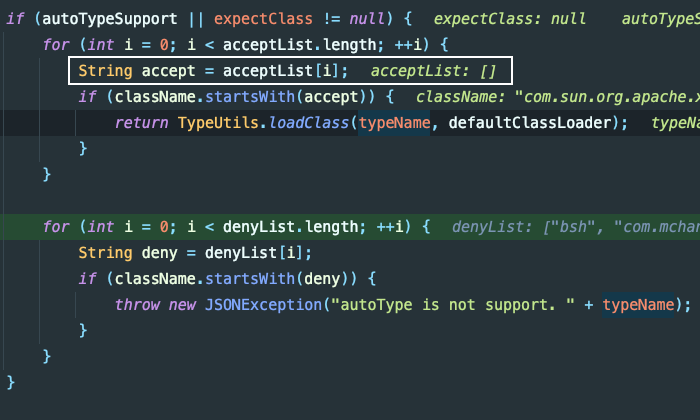 if (autoTypeSupport || expectClass != null) { expectClass: null autoTypeS
for (int i = 0; i < acceptList.length; ++i) {
String accept = acceptList[i]; acceptList: []
if (className.startsWith(accept)) { className: "com.sun.org.apache.x
return TypeUtils.loadClass(typeName, defaultClassLoader); typeNa
}
}
for (int i = 0; i < denyList.length; ++i) { denyList: ["bsh", "com.mchan
String deny = denyList[i];
if (className.startsWith(deny)) {
throw new JSONException("autoType is not support. " + typeName);
}
}
}